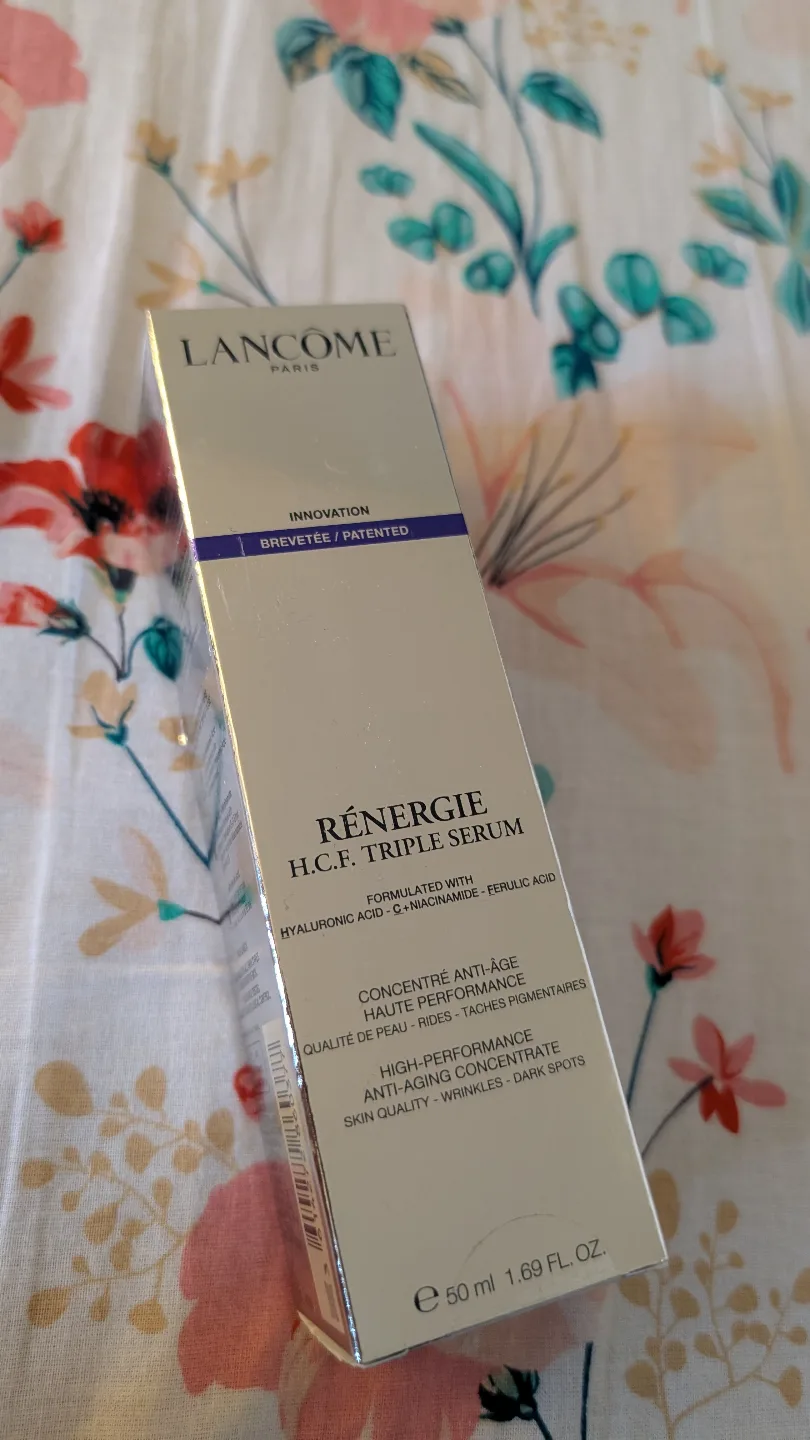 LANCÔME
PARIS
INNOVATION
BREVETÉE / PATENTED
RÉNERGIE
H.C.F. TRIPLE SERUM
FORMULATED WITH
HYALURONIC ACID - C+NIACINAMIDE - FERULIC ACID
CONCENTRÉ ANTI-ÂGE
HAUTE PERFORMANCE
QUALITÉ DE PEAU - RIDES - TACHES PIGMENTAIRES
HIGH-PERFORMANCE
ANTI-AGING CONCENTRATE
SKIN QUALITY - WRINKLES - DARK SPOTS
℮ 50 ml 1.69 FL. OZ.